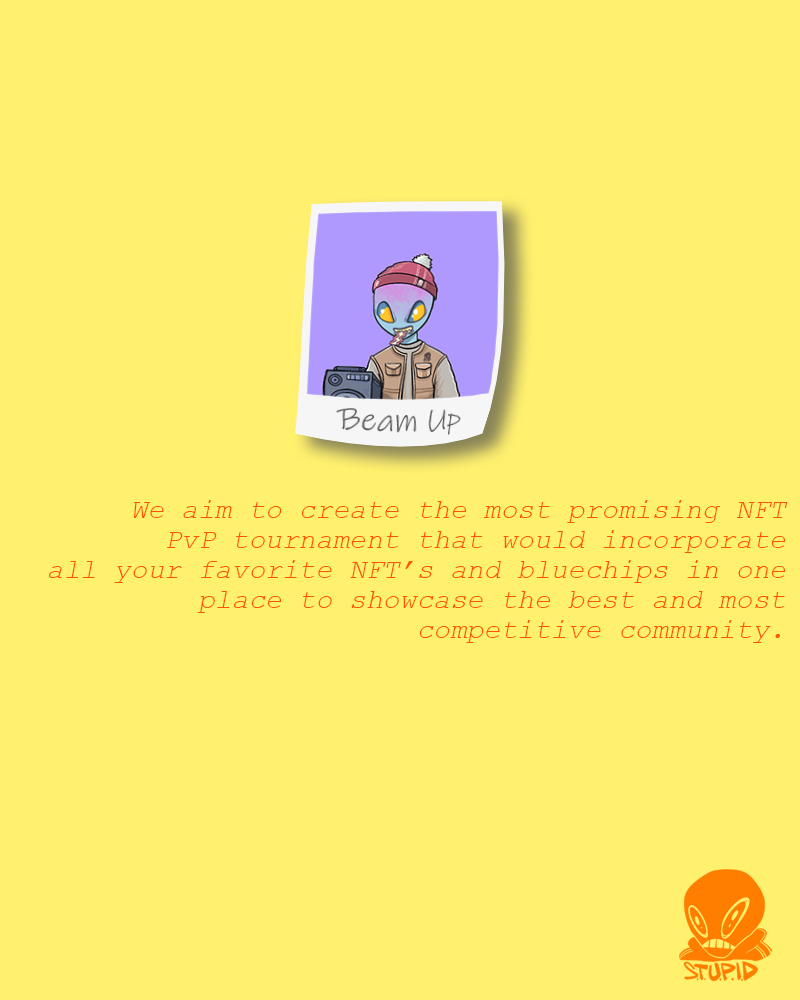 Beam Up
We aim to create the most promising NFT
PvP tournament that would incorporate
all your favorite NFT's and bluechips in one
place to showcase the best and most
competitive community.
S.T.U.P.I.D